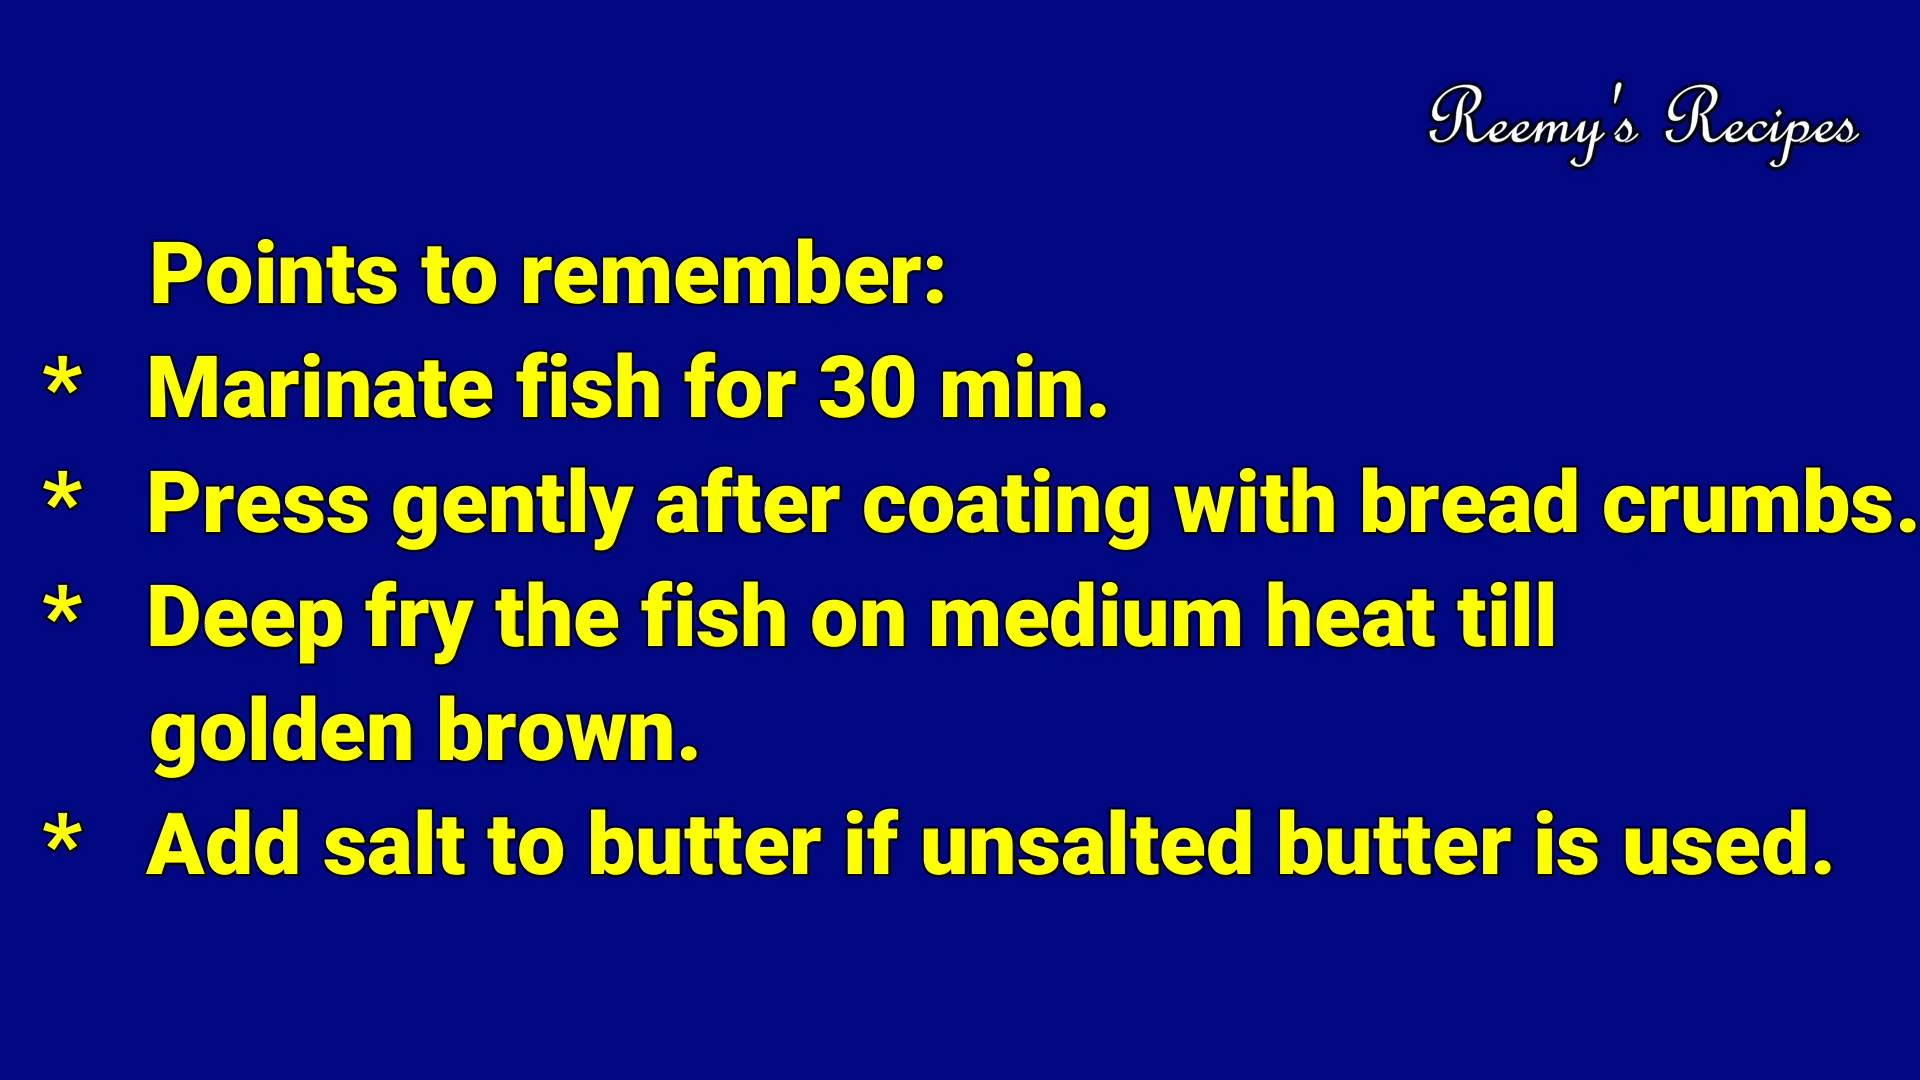 Reemy's Recipes
Points to remember:
* Marinate fish for 30 min.
* Press gently after coating with bread crumbs.
* Deep fry the fish on medium heat till
golden brown.
* Add salt to butter if unsalted butter is used.